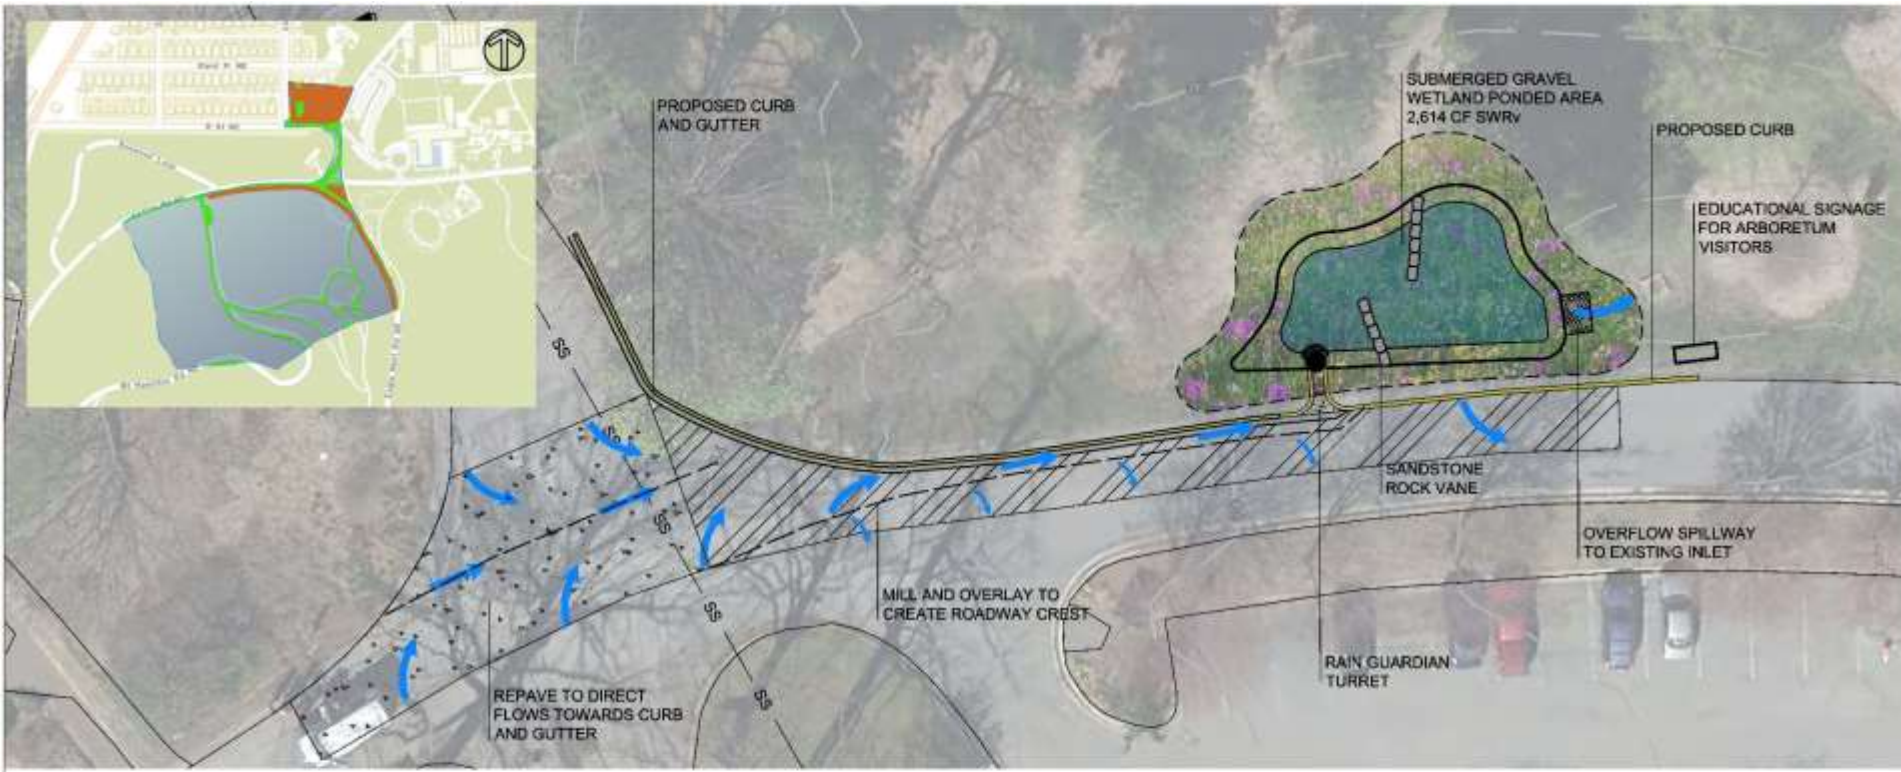 PROPOSED CURB
AND GUTTER
SUBMERGED GRAVEL
WETLAND PONDED AREA
2,614 CF SWRv
PROPOSED CURB
EDUCATIONAL SIGNAGE
FOR ARBORETUM
VISITORS
SS
SS
SS
SS
SS
SANDSTONE
ROCK VANE
OVERFLOW SPILLWAY
TO EXISTING INLET
MILL AND OVERLAY TO
CREATE ROADWAY CREST
RAIN GUARDIAN
TURRET
REPAVE TO DIRECT
FLOWS TOWARDS CURB
AND GUTTER